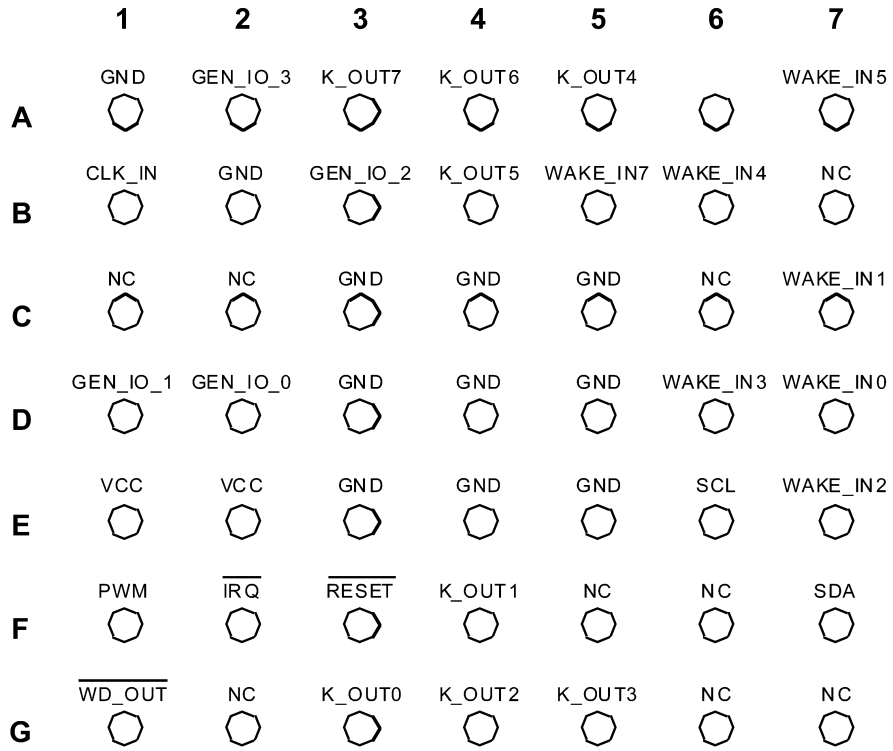 1 2 3 4 5 6 7
GND GEN_IO_3 K_OUT7 K_OUT6 K_OUT4 WAKE_IN5
A
CLK_IN GND GEN_IO_2 K_OUT5 WAKE_IN7 WAKE_IN4 NC
B
NC NC GND GND GND NC WAKE_IN1
C
GEN_IO_1 GEN_IO_0 GND GND GND WAKE_IN3 WAKE_IN0
D
VCC VCC GND GND GND SCL WAKE_IN2
E
PWM IRQ RESET K_OUT1 NC NC SDA
F
WD_OUT NC K_OUT0 K_OUT2 K_OUT3 NC NC
G